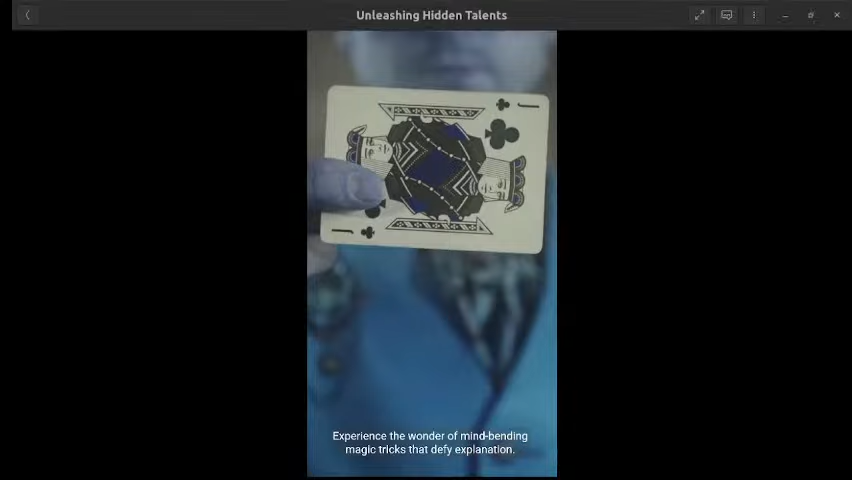 Unleashing Hidden Talents
J
J
Experience the wonder of mind-bending
magic tricks that defy explanation.